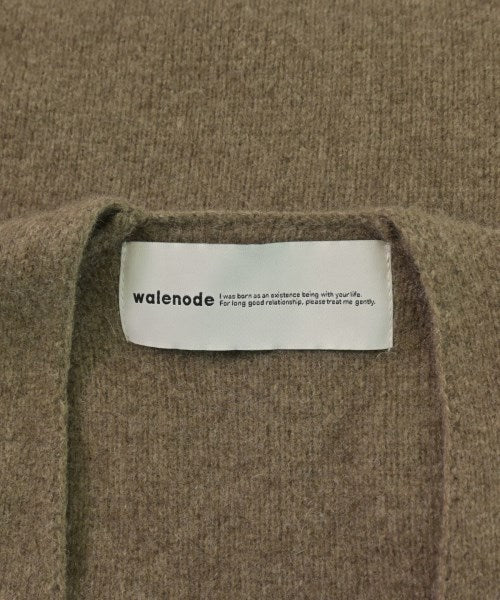 walenode
I was born as an existence being with your life.
For long good relationship, please treat me gently.